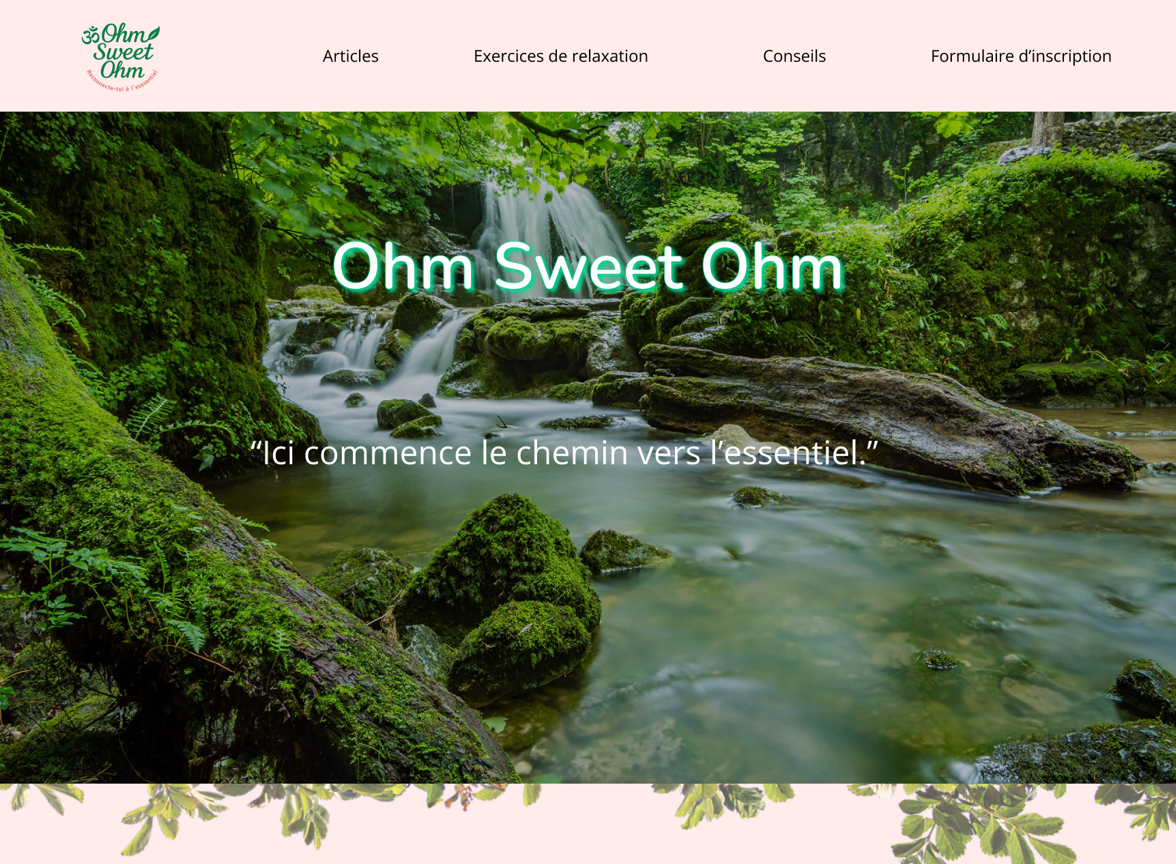 ॐ Ohm
Sweet
Ohm
Reconnecte-toi à l'essentiel
Articles
Exercices de relaxation
Conseils
Formulaire d’inscription
Ohm Sweet Ohm
“Ici commence le chemin vers l’essentiel.”